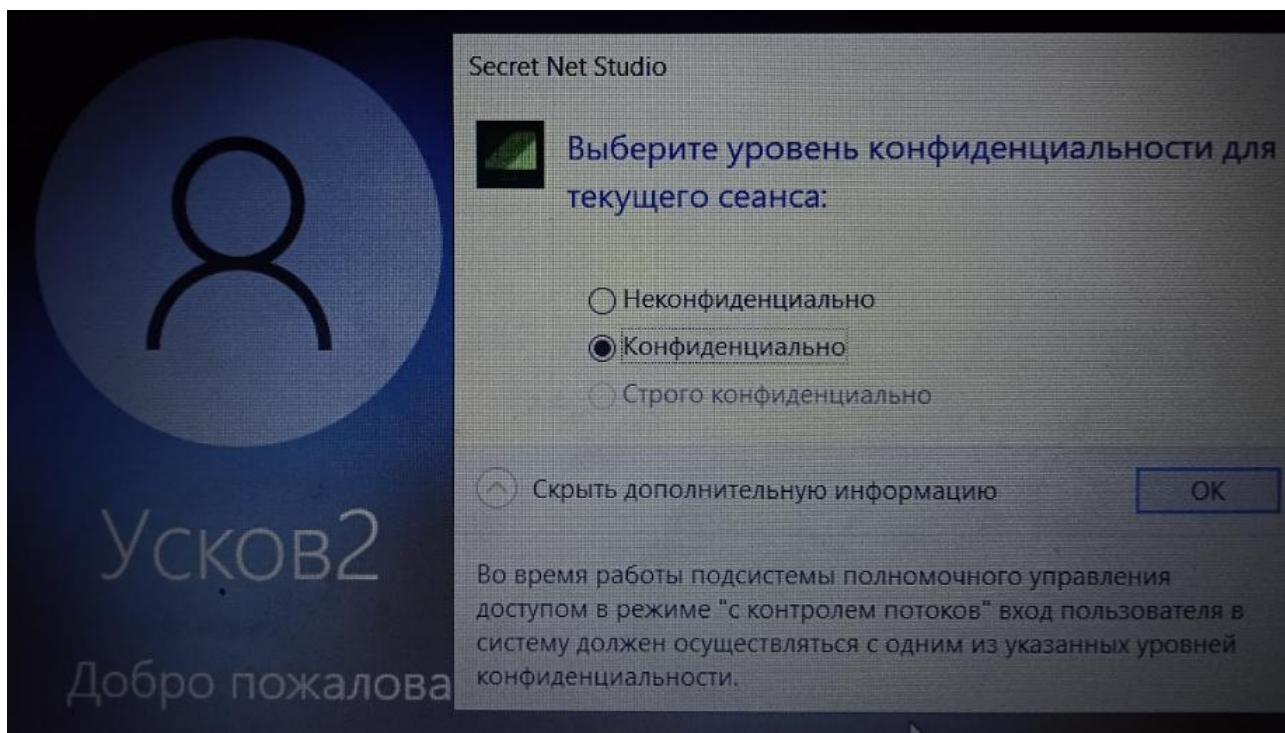 Secret Net Studio
Выберите уровень конфиденциальности для
текущего сеанса:
Неконфиденциально
Конфиденциально
Строго конфиденциально
Скрыть дополнительную информацию
OK
Во время работы подсистемы полномочного управления
доступом в режиме "с контролем потоков" вход пользователя в
систему должен осуществляться с одним из указанных уровней
конфиденциальности.
Усков2
Добро пожалова